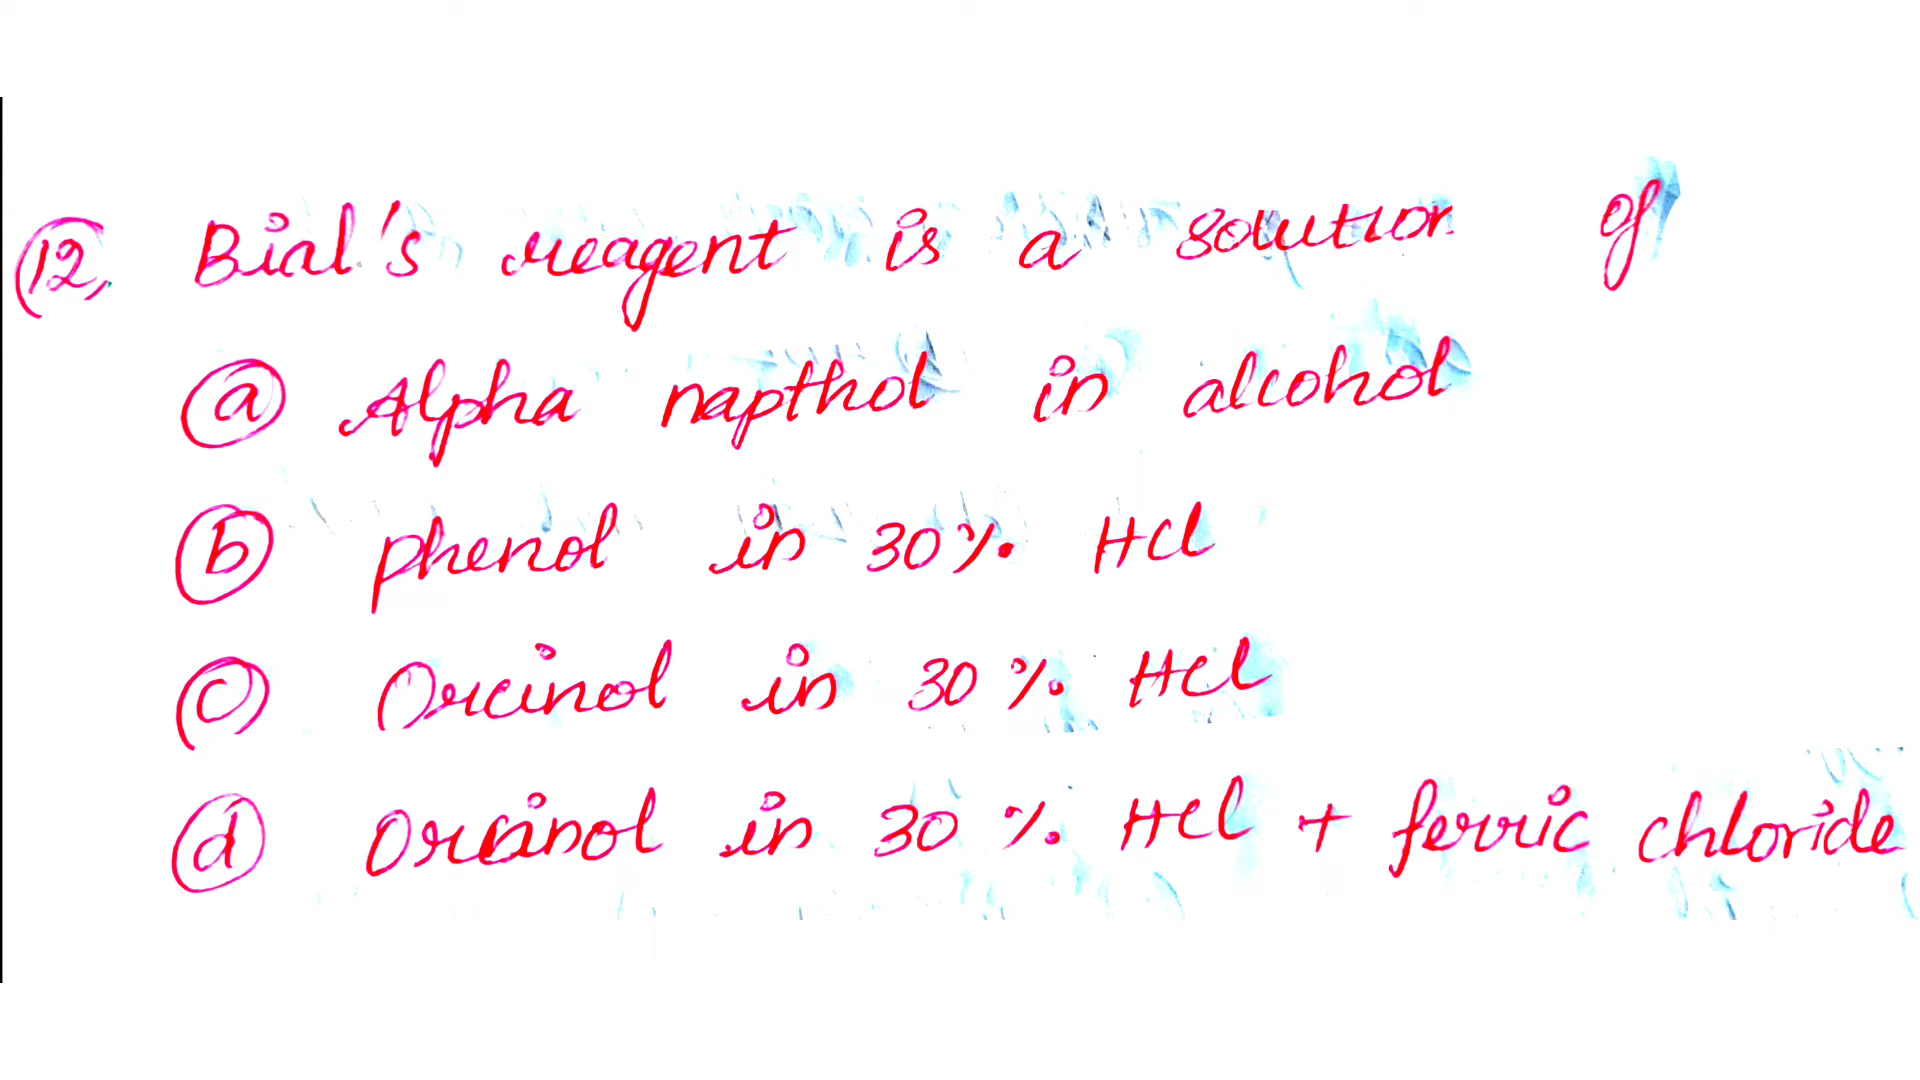 12, Bial's reagent is a solution of
a Alpha napthol in alcohol
b phenol in 30% HCl
c Orcinol in 30% HCl
d Orcinol in 30% HCl + ferric chloride